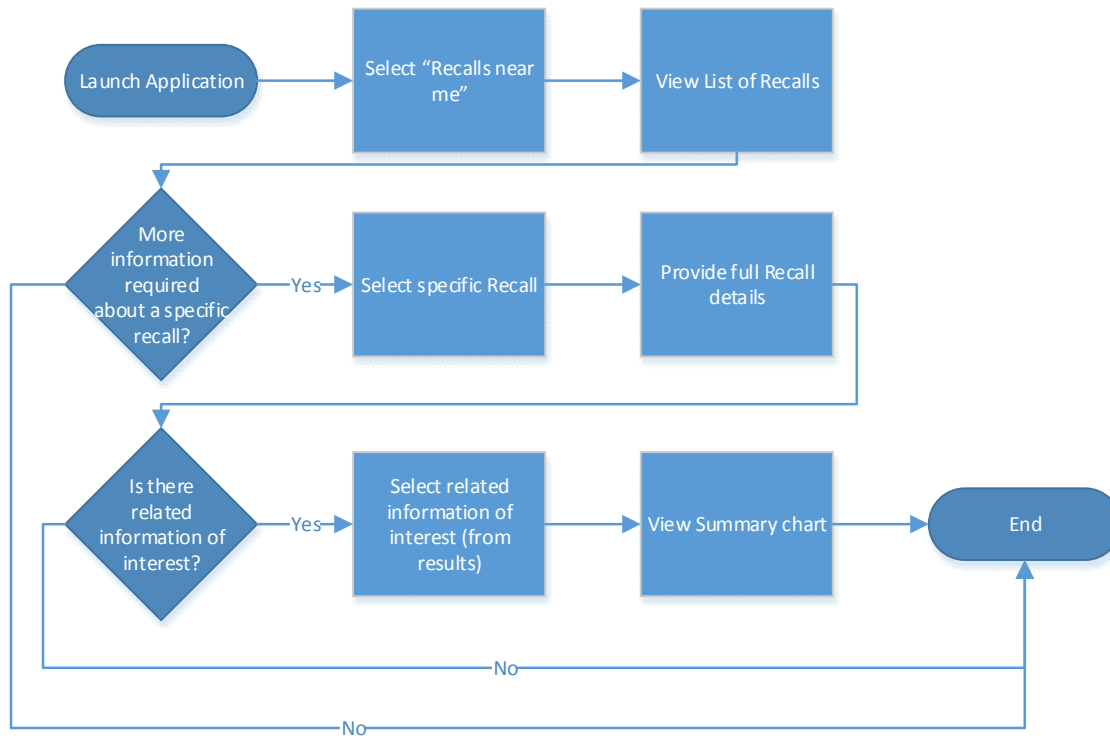 Launch Application
Select “Recalls near
me”
View List of Recalls
More
information
required
about a specific
recall?
Yes
Select specific Recall
Provide full Recall
details
Is there
related
information of
interest?
Yes
Select related
information of
interest (from
results)
View Summary chart
End
No
No